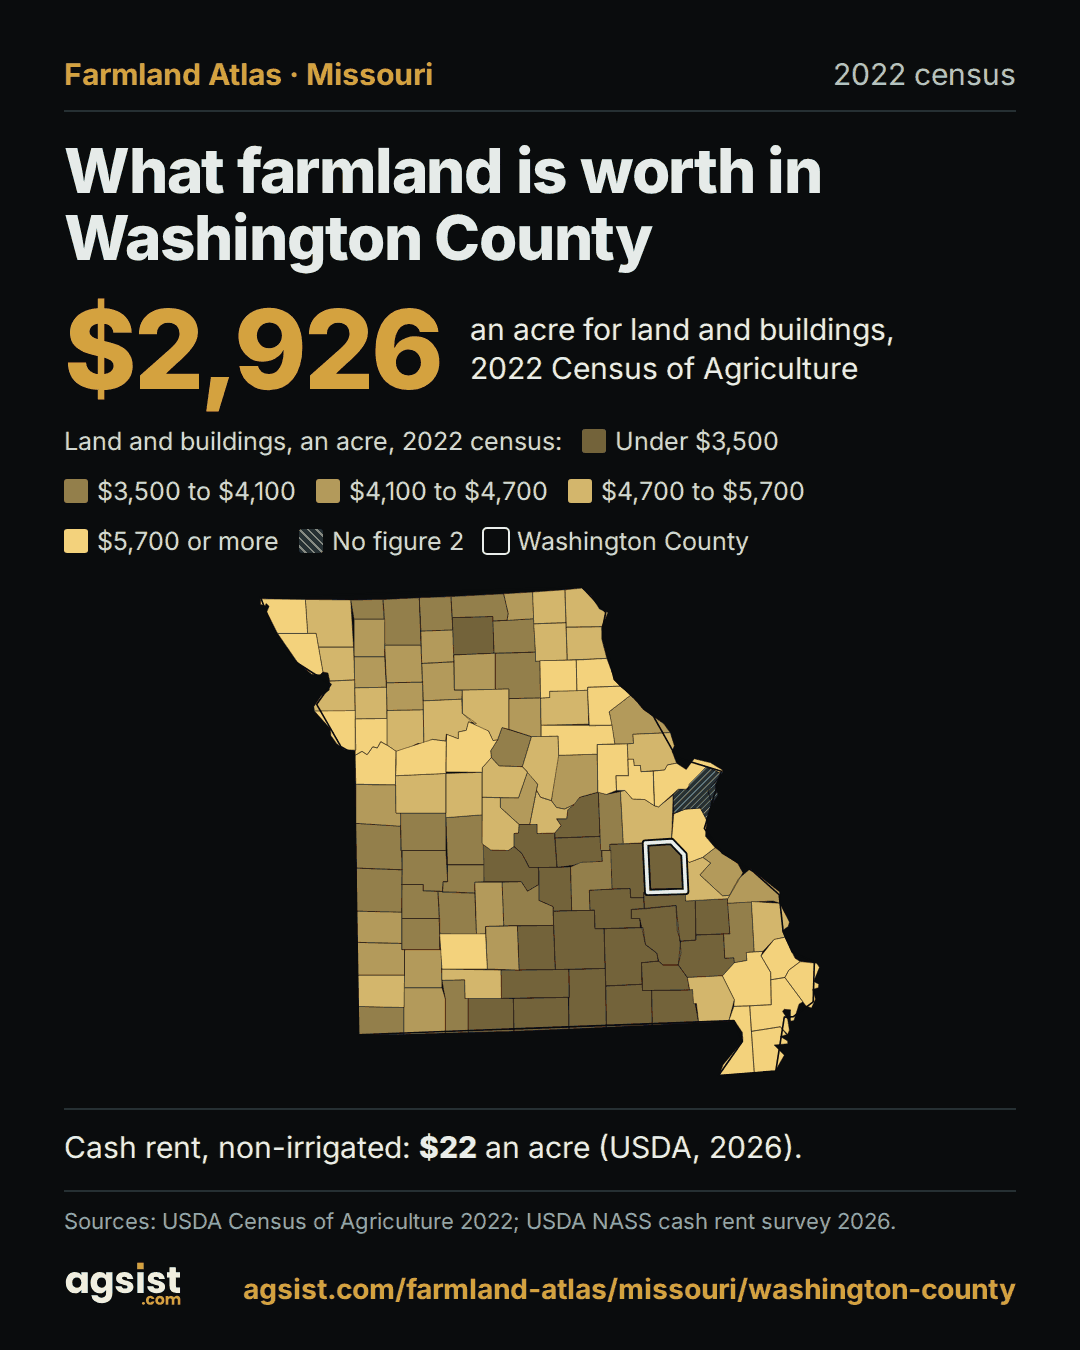 Farmland Atlas · Missouri
2022 census
What farmland is worth in
Washington County
$2,926
an acre for land and buildings,
2022 Census of Agriculture
Land and buildings, an acre, 2022 census: Under $3,500
$3,500 to $4,100 $4,100 to $4,700 $4,700 to $5,700
$5,700 or more No figure 2 Washington County
Cash rent, non-irrigated: $22 an acre (USDA, 2026).
Sources: USDA Census of Agriculture 2022; USDA NASS cash rent survey 2026.
agsist
.com
agsist.com/farmland-atlas/missouri/washington-county